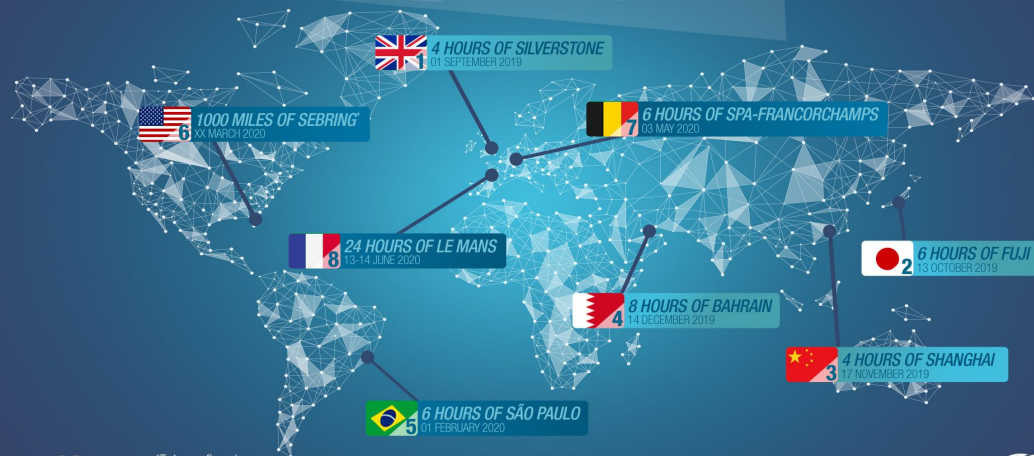 4 HOURS OF SILVERSTONE
1
01 SEPTEMBER 2019
1000 MILES OF SEBRING*
6
XX MARCH 2020
6 HOURS OF SPA-FRANCORCHAMPS
7
03 MAY 2020
24 HOURS OF LE MANS
8
13-14 JUNE 2020
6 HOURS OF FUJI
2
13 OCTOBER 2019
8 HOURS OF BAHRAIN
4
14 DECEMBER 2019
4 HOURS OF SHANGHAI
3
17 NOVEMBER 2019
6 HOURS OF SÃO PAULO
5
01 FEBRUARY 2020